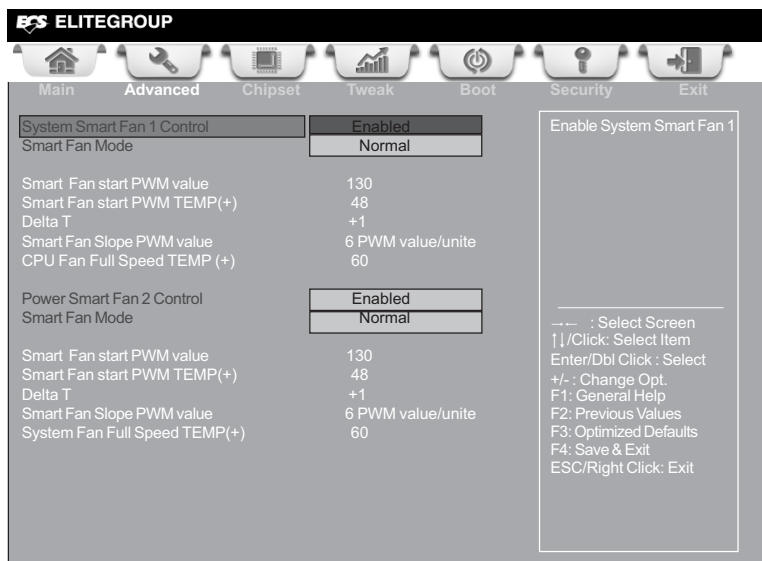 ECS ELITEGROUP
Main Advanced Chipset Tweak Boot Security Exit
System Smart Fan 1 Control Enabled
Smart Fan Mode Normal
Smart Fan start PWM value 130
Smart Fan start PWM TEMP(+) 48
Delta T +1
Smart Fan Slope PWM value 6 PWM value/unite
CPU Fan Full Speed TEMP (+) 60
Power Smart Fan 2 Control Enabled
Smart Fan Mode Normal
Smart Fan start PWM value 130
Smart Fan start PWM TEMP(+) 48
Delta T +1
Smart Fan Slope PWM value 6 PWM value/unite
System Fan Full Speed TEMP(+) 60
Enable System Smart Fan 1
→← : Select Screen
↑↓/Click: Select Item
Enter/Dbl Click : Select
+/- : Change Opt.
F1: General Help
F2: Previous Values
F3: Optimized Defaults
F4: Save & Exit
ESC/Right Click: Exit